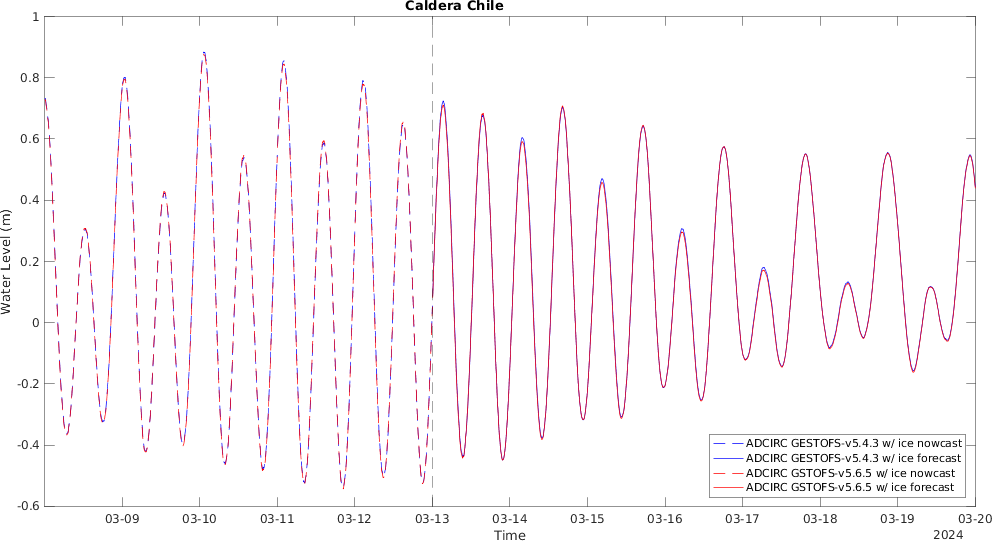 Caldera Chile
1
0.8
0.6
0.4
0.2
0
-0.2
-0.4
-0.6
Water Level (m)
ADCIRC GESTOFS-v5.4.3 w/ ice nowcast
ADCIRC GESTOFS-v5.4.3 w/ ice forecast
ADCIRC GSTOFS-v5.6.5 w/ ice nowcast
ADCIRC GSTOFS-v5.6.5 w/ ice forecast
03-09 03-10 03-11 03-12 03-13 03-14 03-15 03-16 03-17 03-18 03-19 03-20
Time
2024